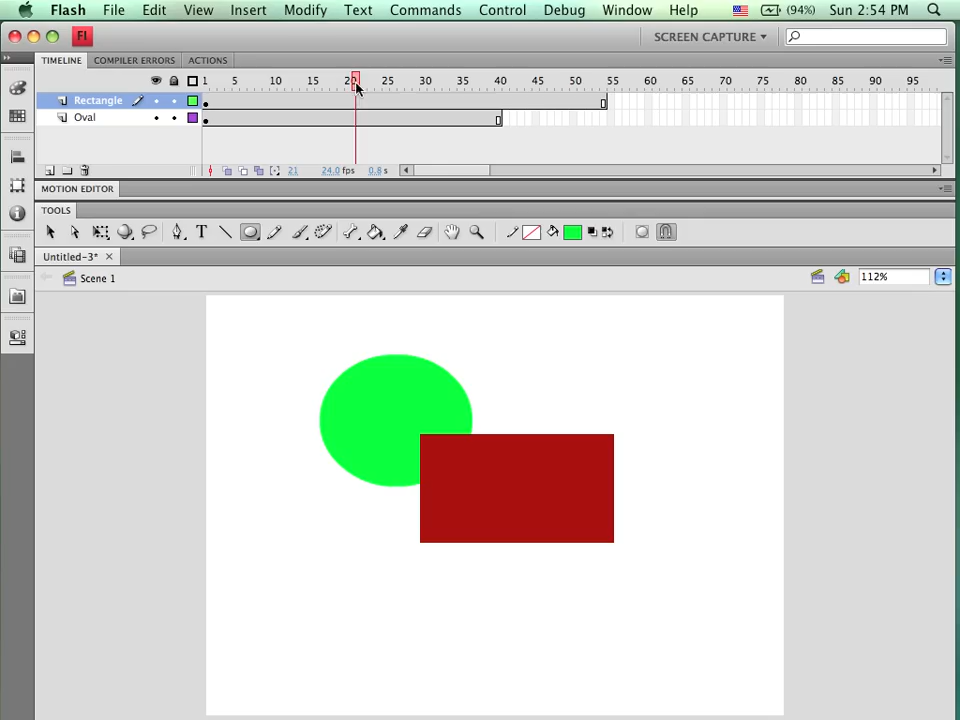 Flash File Edit View Insert Modify Text Commands Control Debug Window Help (94%) Sun 2:54 PM
Fl SCREEN CAPTURE
TIMELINE COMPILER ERRORS ACTIONS
1 5 10 15 20 25 30 35 40 45 50 55 60 65 70 75 80 85 90 95
Rectangle
Oval
21 24.0 fps 0.8 s
MOTION EDITOR
TOOLS
T
Untitled-3*
Scene 1 112%